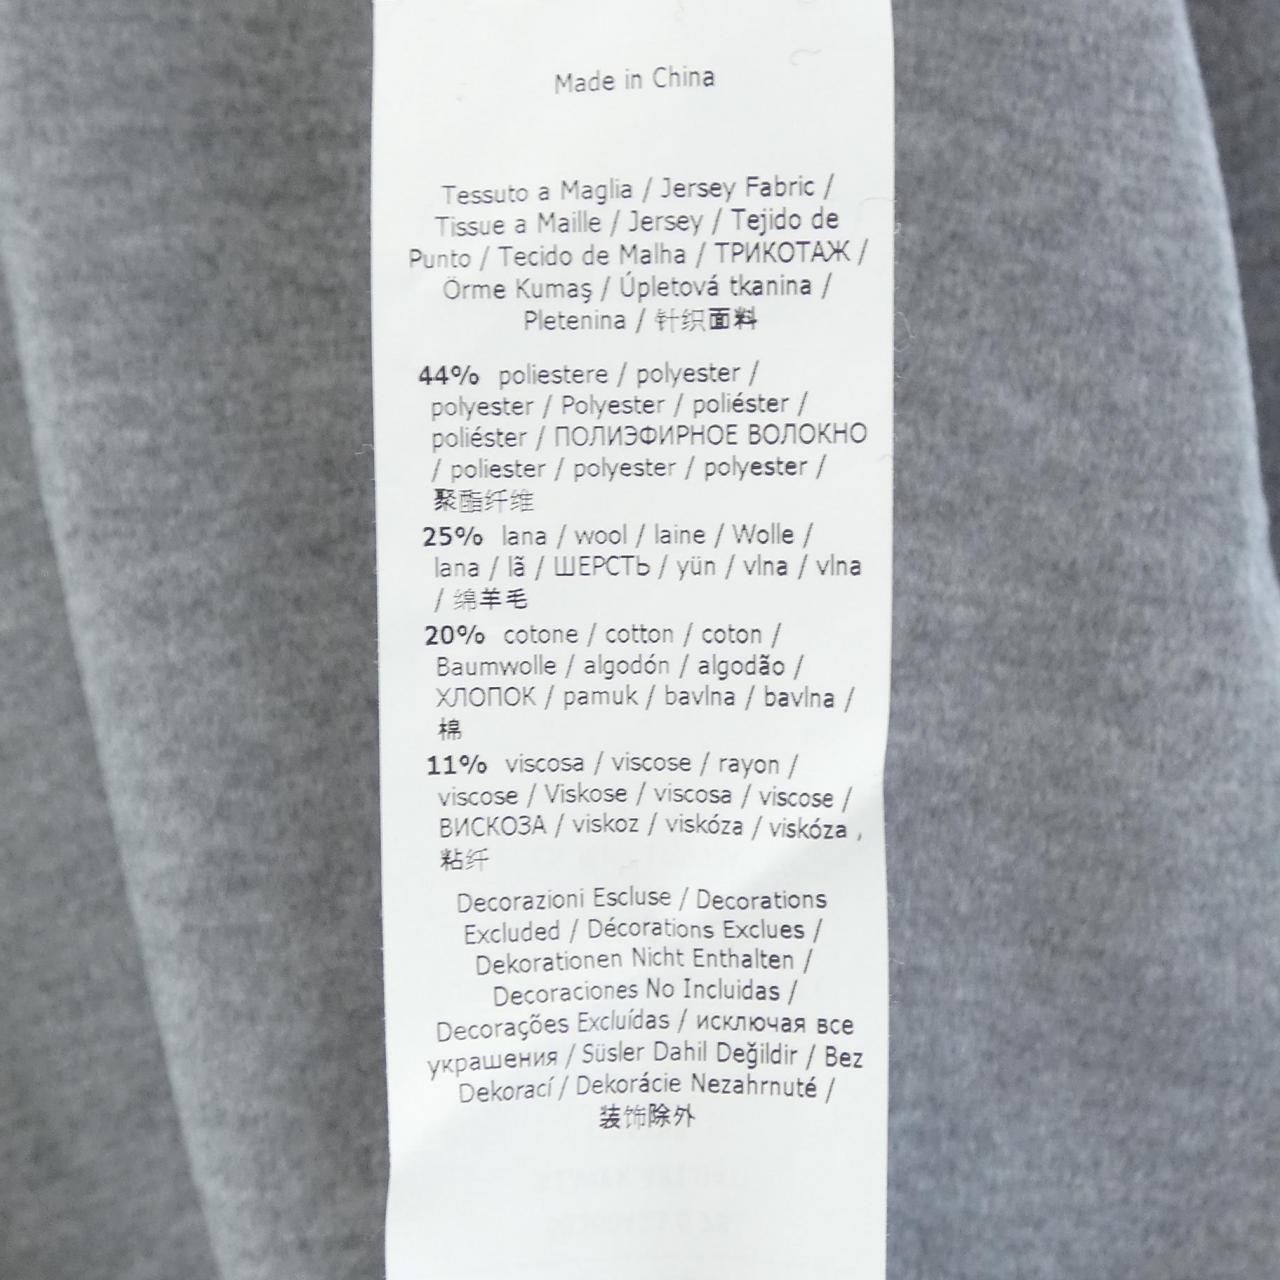 Made in China
Tessuto a Maglia / Jersey Fabric /
Tissue a Maille / Jersey / Tejido de
Punto / Tecido de Malha / ТРИКОТАЖ /
Örme Kumaş / Úpletová tkanina /
Pletenina / 针织面料
44% poliestere / polyester /
polyester / Polyester / poliéster /
poliéster / ПОЛИЭФИРНОЕ ВОЛОКНО
/ poliester / polyester / polyester /
聚酯纤维
25% lana / wool / laine / Wolle /
lana / lã / ШЕРСТЬ / yün / vlna / vlna
/ 绵羊毛
20% cotone / cotton / coton /
Baumwolle / algodón / algodão /
ХЛОПОК / pamuk / bavlna / bavlna /
棉
11% viscosa / viscose / rayon /
viscose / Viskose / viscosa / viscose /
ВИСКОЗА / viskoz / viskóza / viskóza ,
粘纤
Decorazioni Escluse / Decorations
Excluded / Décorations Exclues /
Dekorationen Nicht Enthalten /
Decoraciones No Incluidas /
Decorações Excluídas / исключая все
украшения / Süsler Dahil Değildir / Bez
Dekorací / Dekorácie Nezahrnuté /
装饰除外